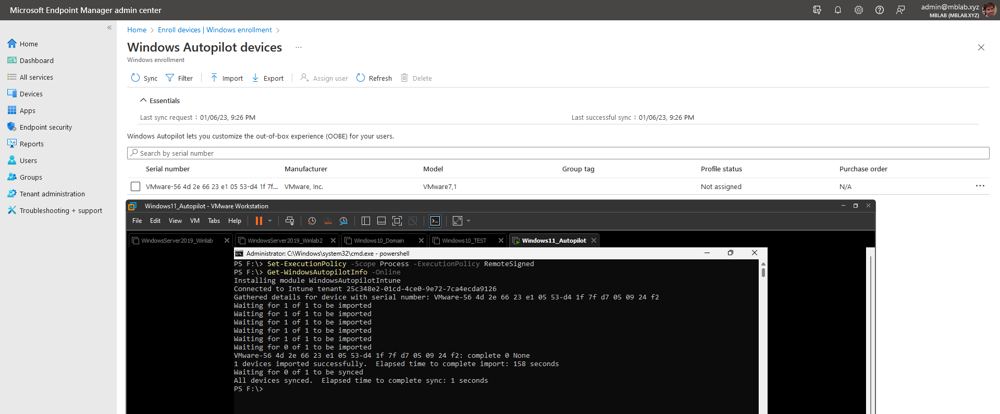 Microsoft Endpoint Manager admin center
admin@mblab.xyz
MBLAB (MBLAB.XYZ)
«
Home
Dashboard
All services
Devices
Apps
Endpoint security
Reports
Users
Groups
Tenant administration
Troubleshooting + support
Home > Enroll devices | Windows enrollment >
Windows Autopilot devices ...
Windows enrollment
Sync Filter Import Export Assign user Refresh Delete
Essentials
Last sync request : 01/06/23, 9:26 PM Last successful sync : 01/06/23, 9:26 PM
Windows Autopilot lets you customize the out-of-box experience (OOBE) for your users.
Search by serial number
Serial number Manufacturer Model Group tag Profile status Purchase order
VMware-56 4d 2e 66 23 e1 05 53-d4 1f 7f... VMware, Inc. VMware7,1 Not assigned N/A ...
Windows11_Autopilot - VMware Workstation
File Edit View VM Tabs Help
WindowsServer2019_Winlab WindowsServer2019_Winlab2 Windows10_Domain Windows10_TEST Windows11_Autopilot
Administrator: C:\Windows\system32\cmd.exe - powershell
PS F:\> Set-ExecutionPolicy -Scope Process -ExecutionPolicy RemoteSigned
PS F:\> Get-WindowsAutopilotInfo -Online
Installing module WindowsAutopilotIntune
Connected to Intune tenant 25c348e2-01cd-4ce0-9e72-7ca4ecda9126
Gathered details for device with serial number: VMware-56 4d 2e 66 23 e1 05 53-d4 1f 7f d7 05 09 24 f2
Waiting for 1 of 1 to be imported
Waiting for 1 of 1 to be imported
Waiting for 1 of 1 to be imported
Waiting for 1 of 1 to be imported
Waiting for 1 of 1 to be imported
Waiting for 0 of 1 to be imported
VMware-56 4d 2e 66 23 e1 05 53-d4 1f 7f d7 05 09 24 f2: complete 0 None
1 devices imported successfully.  Elapsed time to complete import: 158 seconds
Waiting for 0 of 1 to be synced
All devices synced.  Elapsed time to complete sync: 1 seconds
PS F:\>